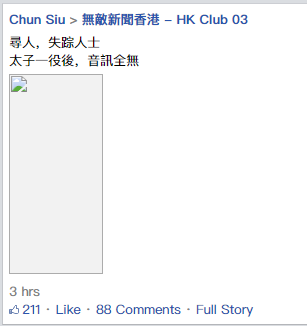 Chun Siu > 無敵新聞香港 – HK Club 03
尋人，失踪人士
太子一役後，音訊全無
3 hrs
211 · Like · 88 Comments · Full Story